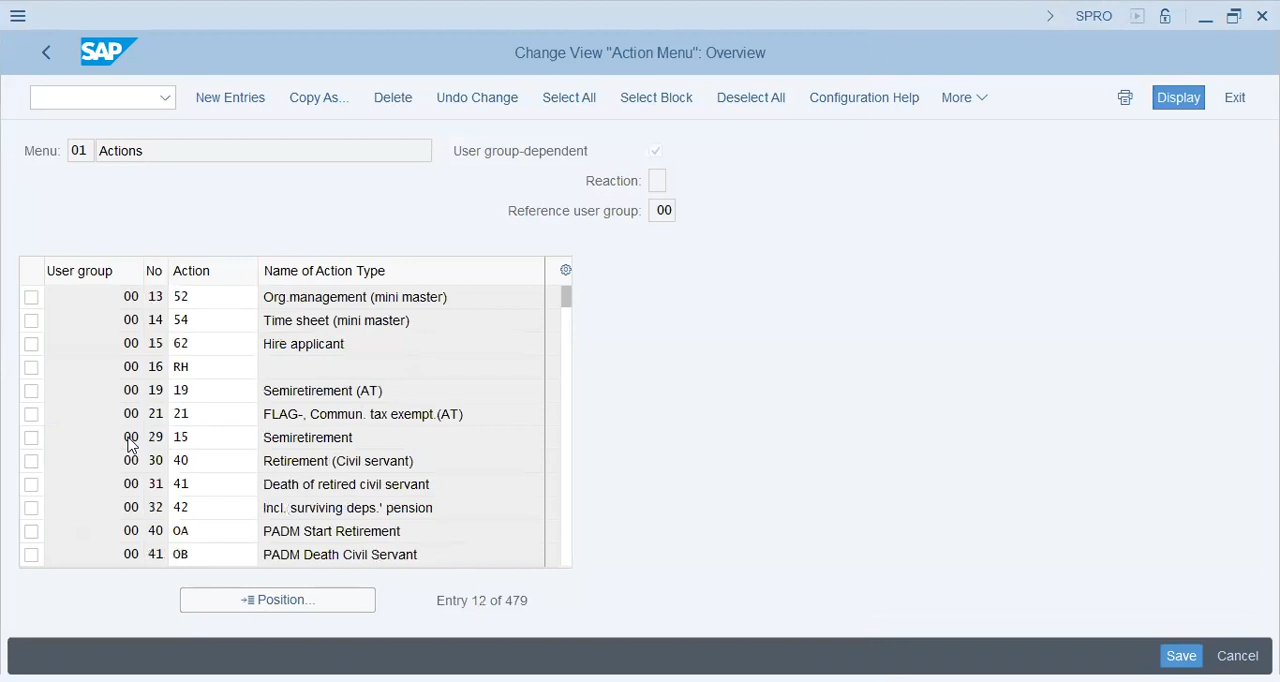 SPRO
SAP Change View "Action Menu": Overview
New Entries Copy As... Delete Undo Change Select All Select Block Deselect All Configuration Help More Display Exit
Menu: 01 Actions User group-dependent
Reaction:
Reference user group: 00
User group No Action Name of Action Type
00 13 52 Org.management (mini master)
00 14 54 Time sheet (mini master)
00 15 62 Hire applicant
00 16 RH
00 19 19 Semiretirement (AT)
00 21 21 FLAG-, Commun. tax exempt.(AT)
00 29 15 Semiretirement
00 30 40 Retirement (Civil servant)
00 31 41 Death of retired civil servant
00 32 42 Incl. surviving deps.' pension
00 40 OA PADM Start Retirement
00 41 OB PADM Death Civil Servant
Position... Entry 12 of 479
Save Cancel